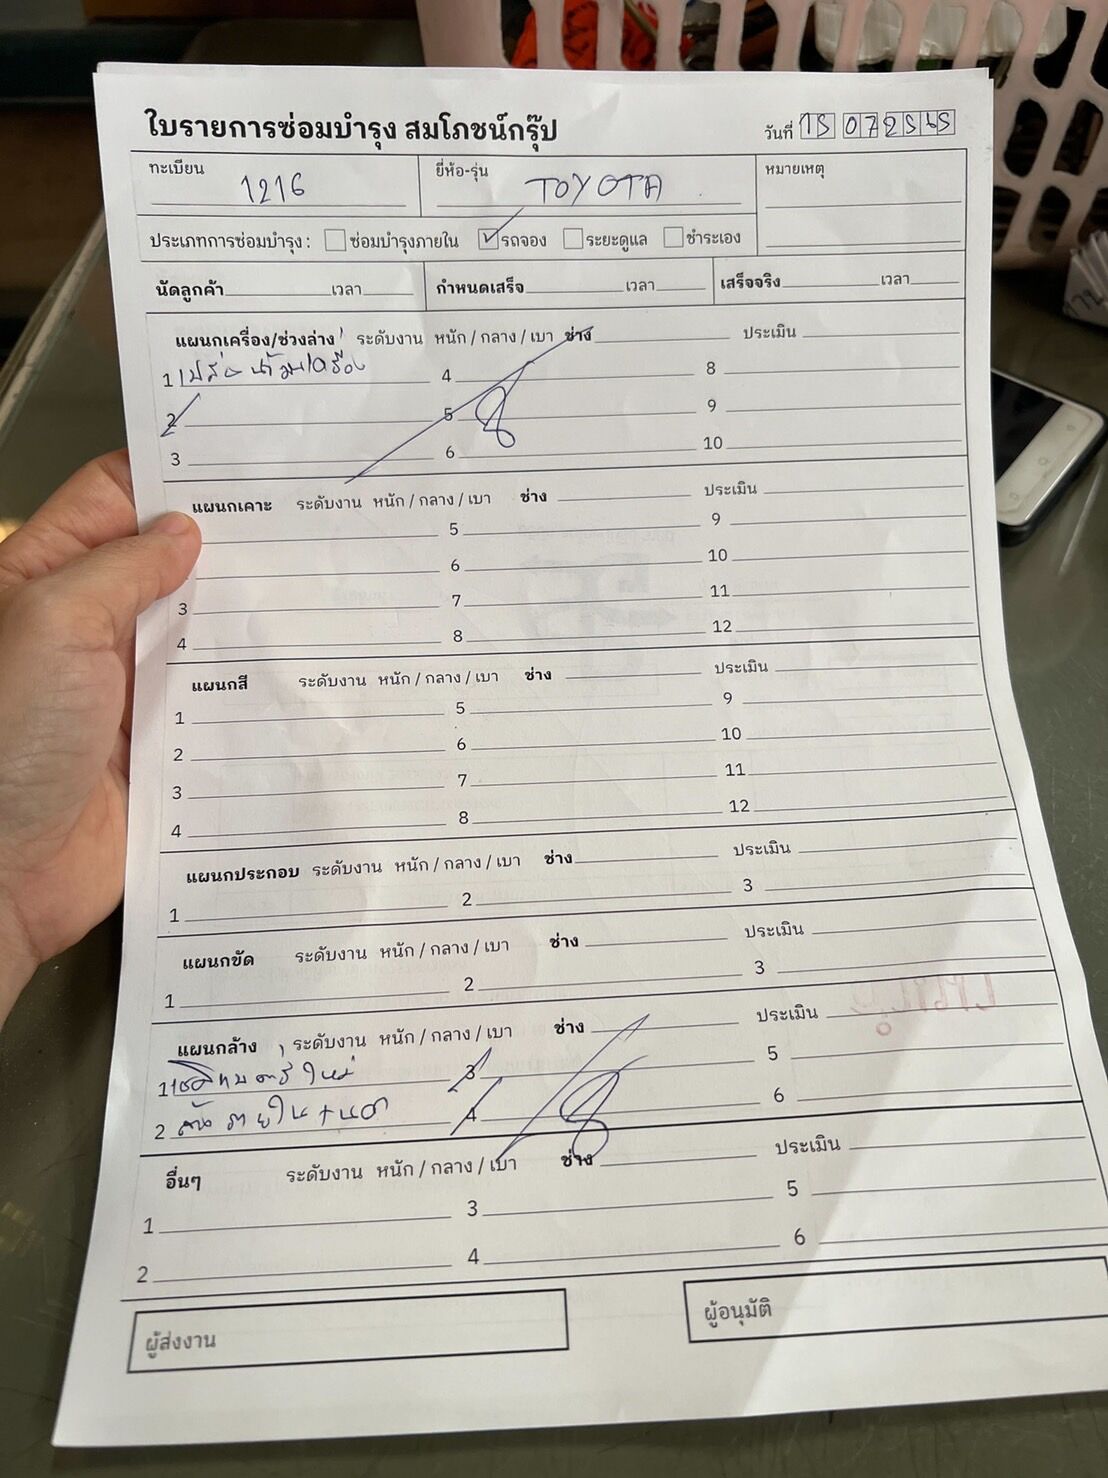 ใบรายการซ่อมบำรุง สมโภชน์กรุ๊ป
วันที่ 15 07 2565
ทะเบียน 1216 ยี่ห้อ-รุ่น TOYOTA หมายเหตุ
ประเภทการซ่อมบำรุง : ซ่อมบำรุงภายใน รถจอง ระยะดูแล ชำระเอง
นัดลูกค้า เวลา กำหนดเสร็จ เวลา เสร็จจริง เวลา
แผนกเครื่อง/ช่วงล่าง ระดับงาน หนัก / กลาง / เบา ช่าง ประเมิน
1 4 8
2 5 9
3 6 10
แผนกเคาะ ระดับงาน หนัก / กลาง / เบา ช่าง ประเมิน
5 9
6 10
3 7 11
4 8 12
แผนกสี ระดับงาน หนัก / กลาง / เบา ช่าง ประเมิน
1 5 9
2 6 10
3 7 11
4 8 12
แผนกประกอบ ระดับงาน หนัก / กลาง / เบา ช่าง ประเมิน
1 2 3
แผนกขัด ระดับงาน หนัก / กลาง / เบา ช่าง ประเมิน
1 2 3
แผนกล้าง ระดับงาน หนัก / กลาง / เบา ช่าง ประเมิน
1 3 5
2 4 6
อื่นๆ ระดับงาน หนัก / กลาง / เบา ช่าง ประเมิน
1 3 5
2 4 6
ผู้ส่งงาน ผู้อนุมัติ